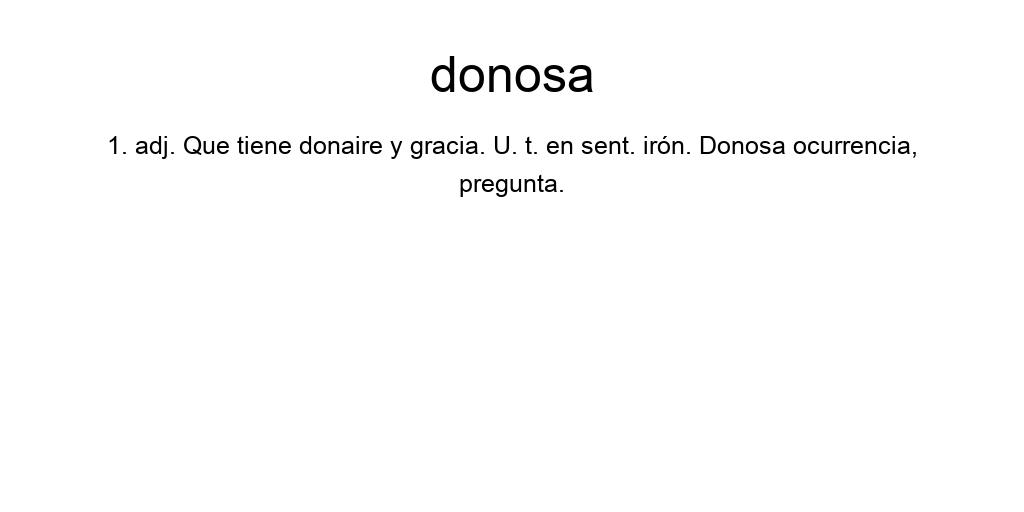 donosa
1. adj. Que tiene donaire y gracia. U. t. en sent. irón. Donosa ocurrencia,
pregunta.